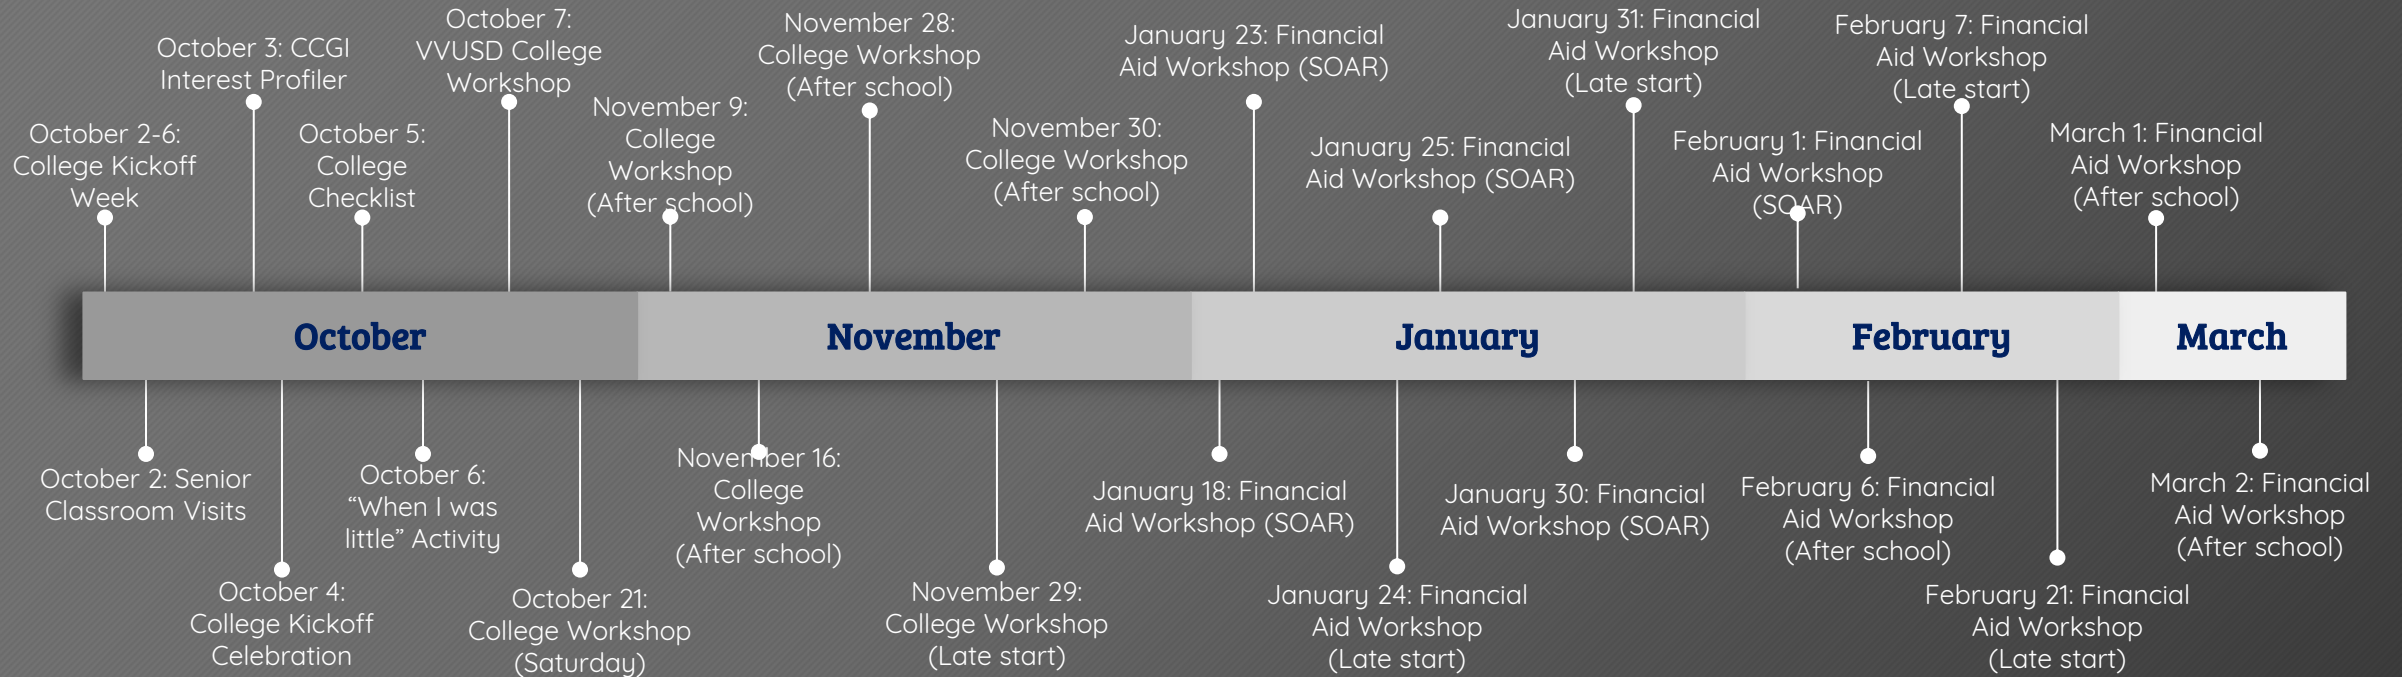 October 2-6:
College Kickoff
Week
October 3: CCGI
Interest Profiler
October 5:
College
Checklist
October 7:
VVUSD College
Workshop
November 9:
College
Workshop
(After school)
November 28:
College Workshop
(After school)
November 30:
College Workshop
(After school)
January 23: Financial
Aid Workshop (SOAR)
January 25: Financial
Aid Workshop (SOAR)
January 31: Financial
Aid Workshop
(Late start)
February 1: Financial
Aid Workshop
(SOAR)
February 7: Financial
Aid Workshop
(Late start)
March 1: Financial
Aid Workshop
(After school)
October
November
January
February
March
October 2: Senior
Classroom Visits
October 4:
College Kickoff
Celebration
October 6:
“When I was
little” Activity
October 21:
College Workshop
(Saturday)
November 16:
College
Workshop
(After school)
November 29:
College Workshop
(Late start)
January 18: Financial
Aid Workshop (SOAR)
January 24: Financial
Aid Workshop
(Late start)
January 30: Financial
Aid Workshop (SOAR)
February 6: Financial
Aid Workshop
(After school)
February 21: Financial
Aid Workshop
(Late start)
March 2: Financial
Aid Workshop
(After school)